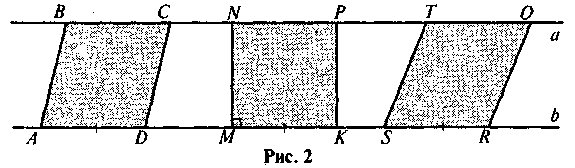 B C N P T O
a
A D M K S R
b
Рис. 2